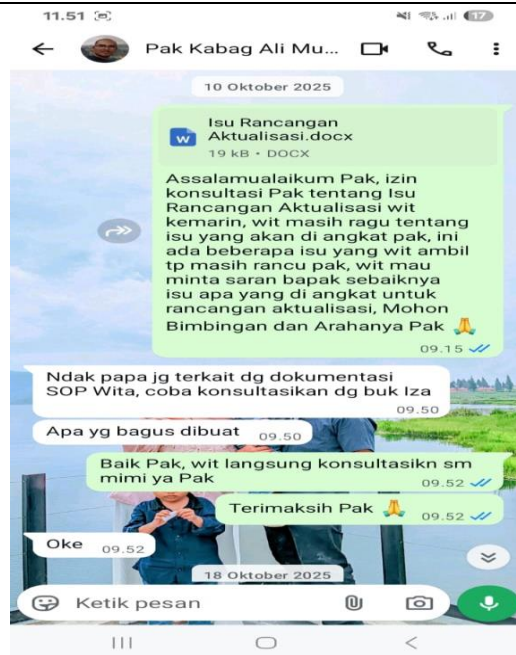 11.51
17
Pak Kabag Ali Mu...
10 Oktober 2025
W
Isu Rancangan
Aktualisasi.docx
19 kB • DOCX
Assalamualaikum Pak, izin
konsultasi Pak tentang Isu
Rancangan Aktualisasi wit
kemarin, wit masih ragu tentang
isu yang akan di angkat pak, ini
ada beberapa isu yang wit ambil
tp masih rancu pak, wit mau
minta saran bapak sebaiknya
isu apa yang di angkat untuk
rancangan aktualisasi, Mohon
Bimbingan dan Arahanya Pak 🙏
09.15
Ndak papa jg terkait dg dokumentasi
SOP Wita, coba konsultasikan dg buk Iza
09.50
Apa yg bagus dibuat 09.50
Baik Pak, wit langsung konsultasikn sm
mimi ya Pak
09.52
Terimaksih Pak 🙏 09.52
Oke 09.52
18 Oktober 2025
Ketik pesan